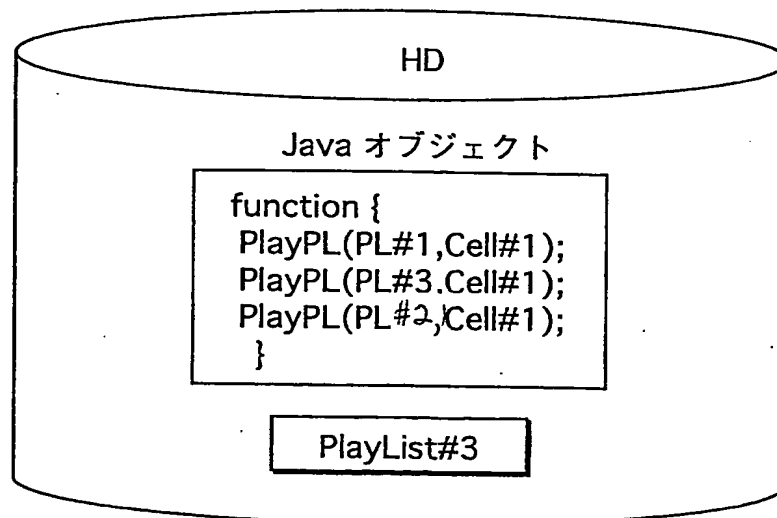 HD
Java オブジェクト
function {
PlayPL(PL#1,Cell#1);
PlayPL(PL#3.Cell#1);
PlayPL(PL#2,Cell#1);
}
PlayList#3